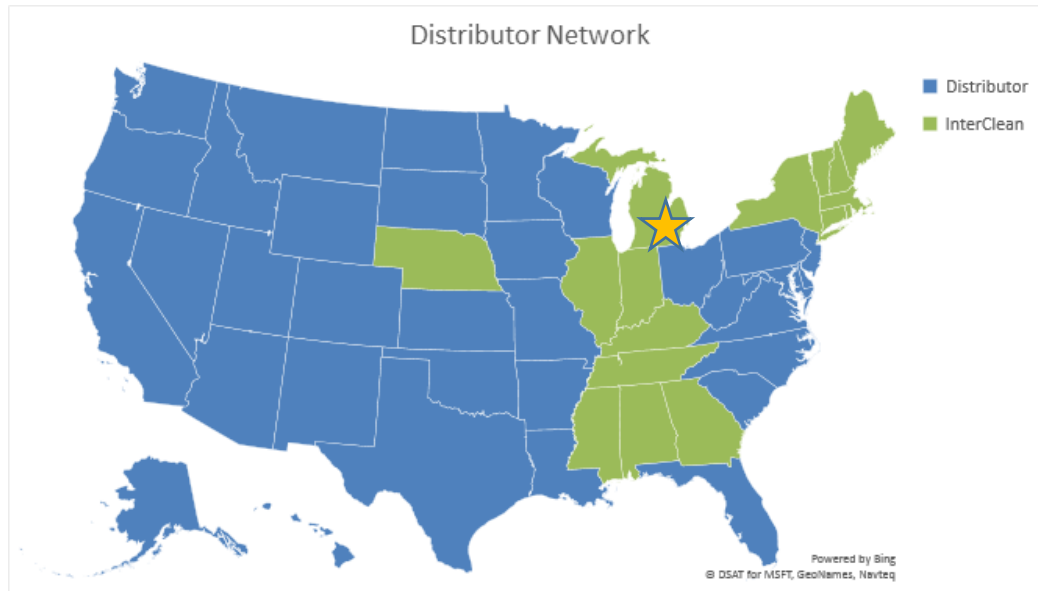 Distributor Network
Distributor
InterClean
Powered by Bing
© DSAT for MSFT, GeoNames, Navteq